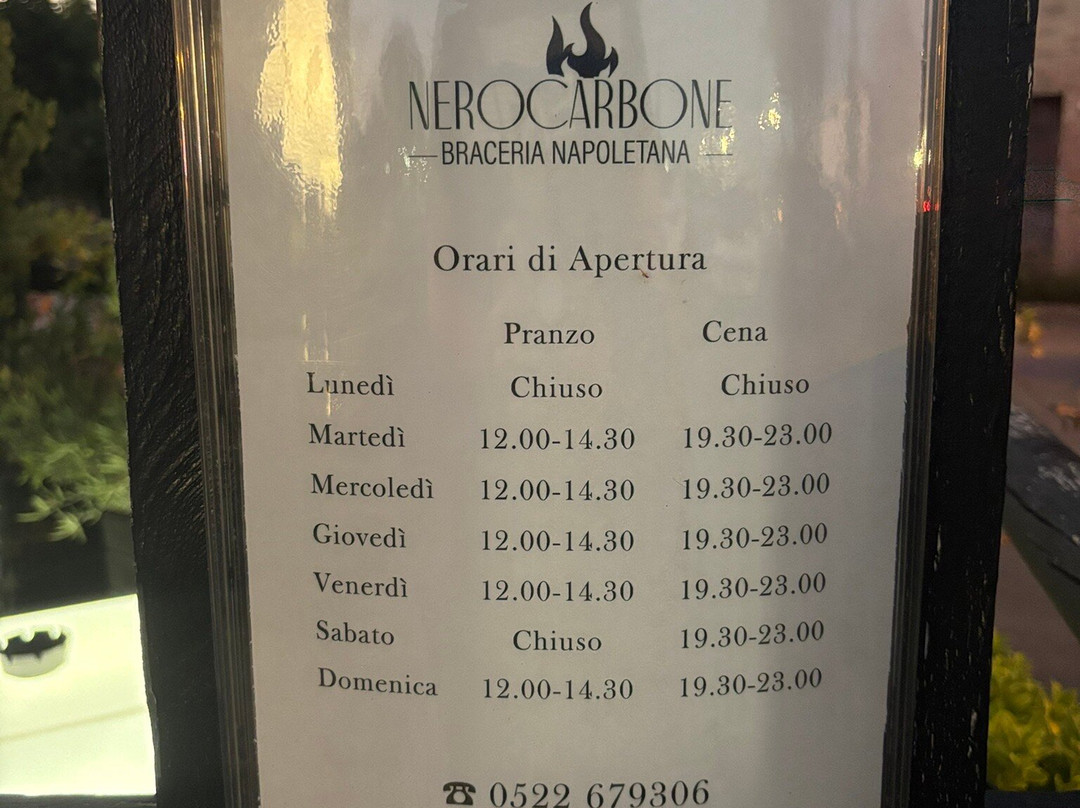 NEROCARBONE
BRACERIA NAPOLETANA
Orari di Apertura
Pranzo Cena
Lunedì Chiuso Chiuso
Martedì 12.00-14.30 19.30-23.00
Mercoledì 12.00-14.30 19.30-23.00
Giovedì 12.00-14.30 19.30-23.00
Venerdì 12.00-14.30 19.30-23.00
Sabato Chiuso 19.30-23.00
Domenica 12.00-14.30 19.30-23.00
☎ 0522 679306